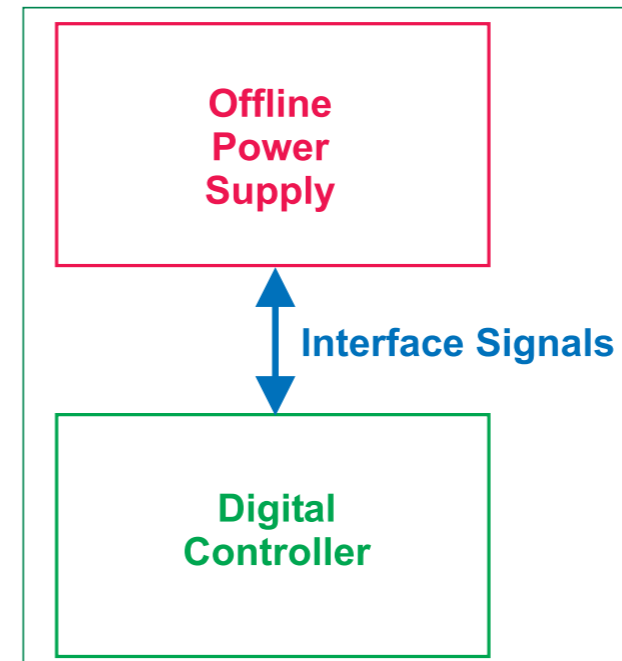 Offline
Power
Supply
Interface Signals
Digital
Controller